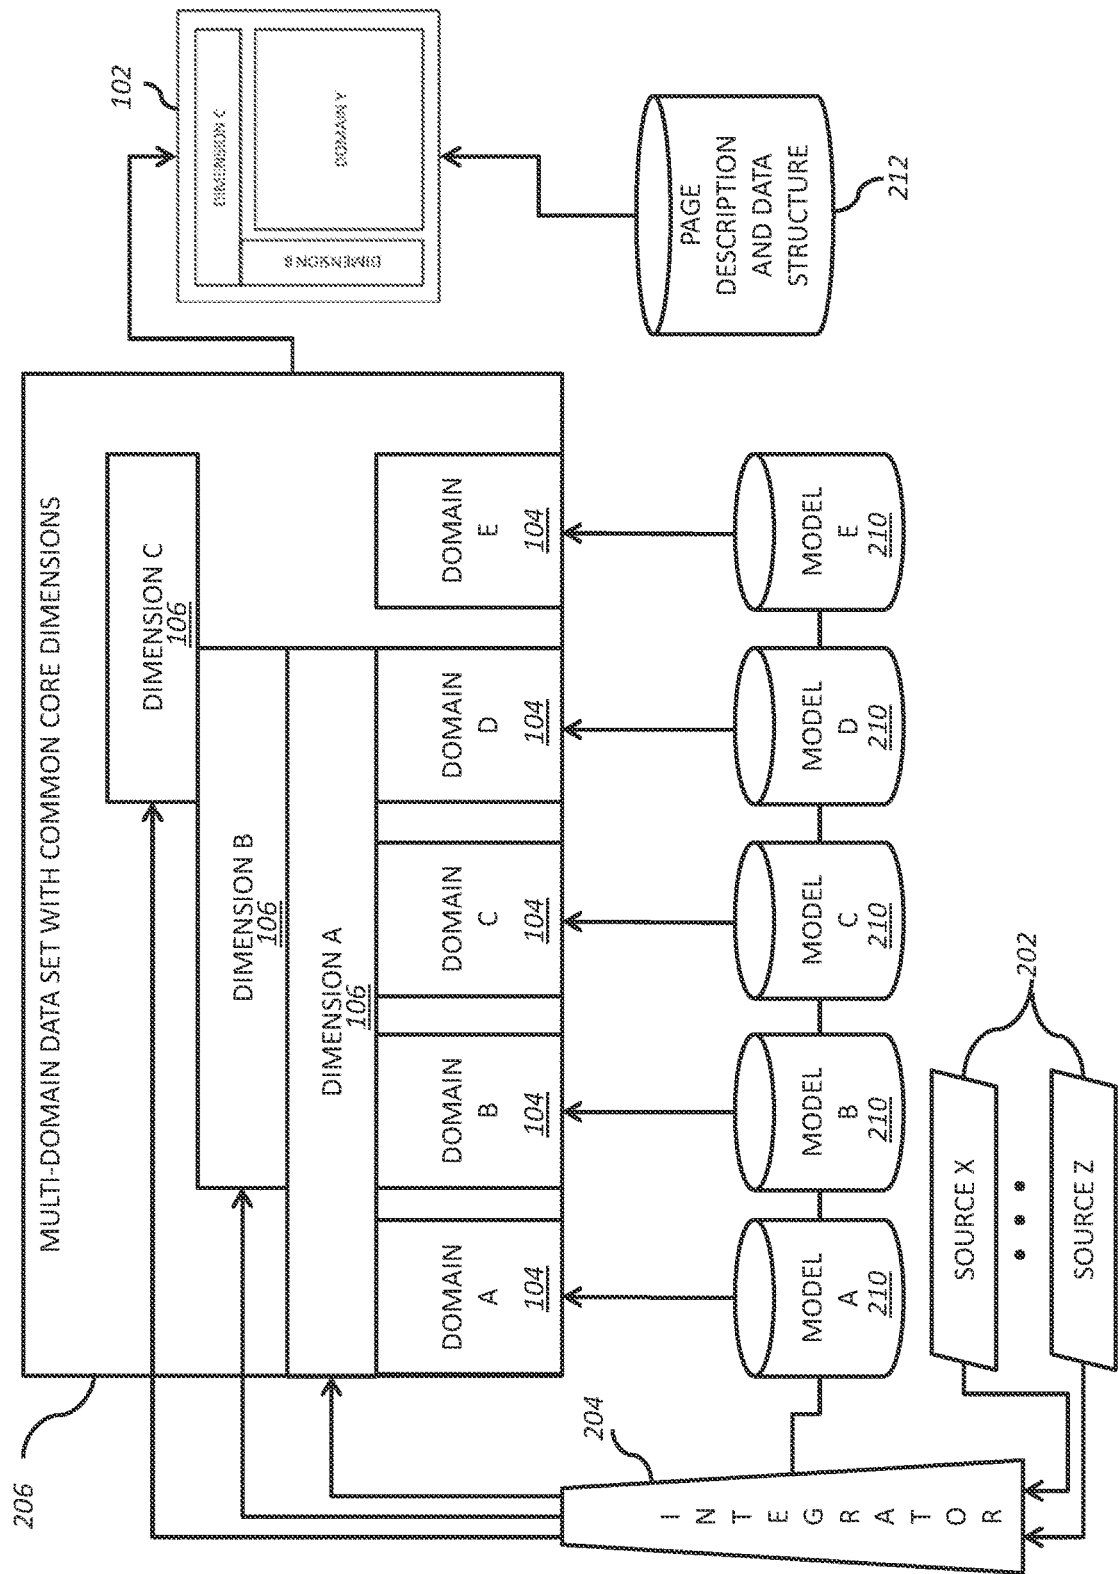 206
MULTI-DOMAIN DATA SET WITH COMMON CORE DIMENSIONS
DIMENSION C
106
DIMENSION B
106
DIMENSION A
106
DOMAIN
A
104
DOMAIN
B
104
DOMAIN
C
104
DOMAIN
D
104
DOMAIN
E
104
102
DIMENSION C
DIMENSION B
DOMAIN Y
MODEL
A
210
MODEL
B
210
MODEL
C
210
MODEL
D
210
MODEL
E
210
PAGE
DESCRIPTION
AND DATA
STRUCTURE
212
204
INTEGRATOR
SOURCE X
SOURCE Z
202